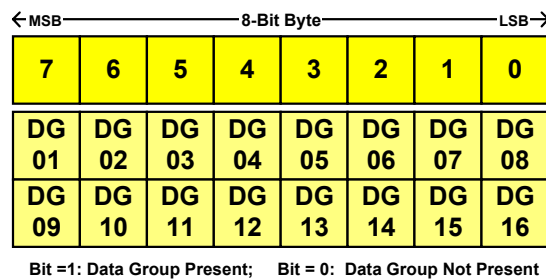 MSB 8-Bit Byte LSB
7 6 5 4 3 2 1 0
DG DG DG DG DG DG DG DG
01 02 03 04 05 06 07 08
DG DG DG DG DG DG DG DG
09 10 11 12 13 14 15 16
Bit =1: Data Group Present; Bit = 0: Data Group Not Present